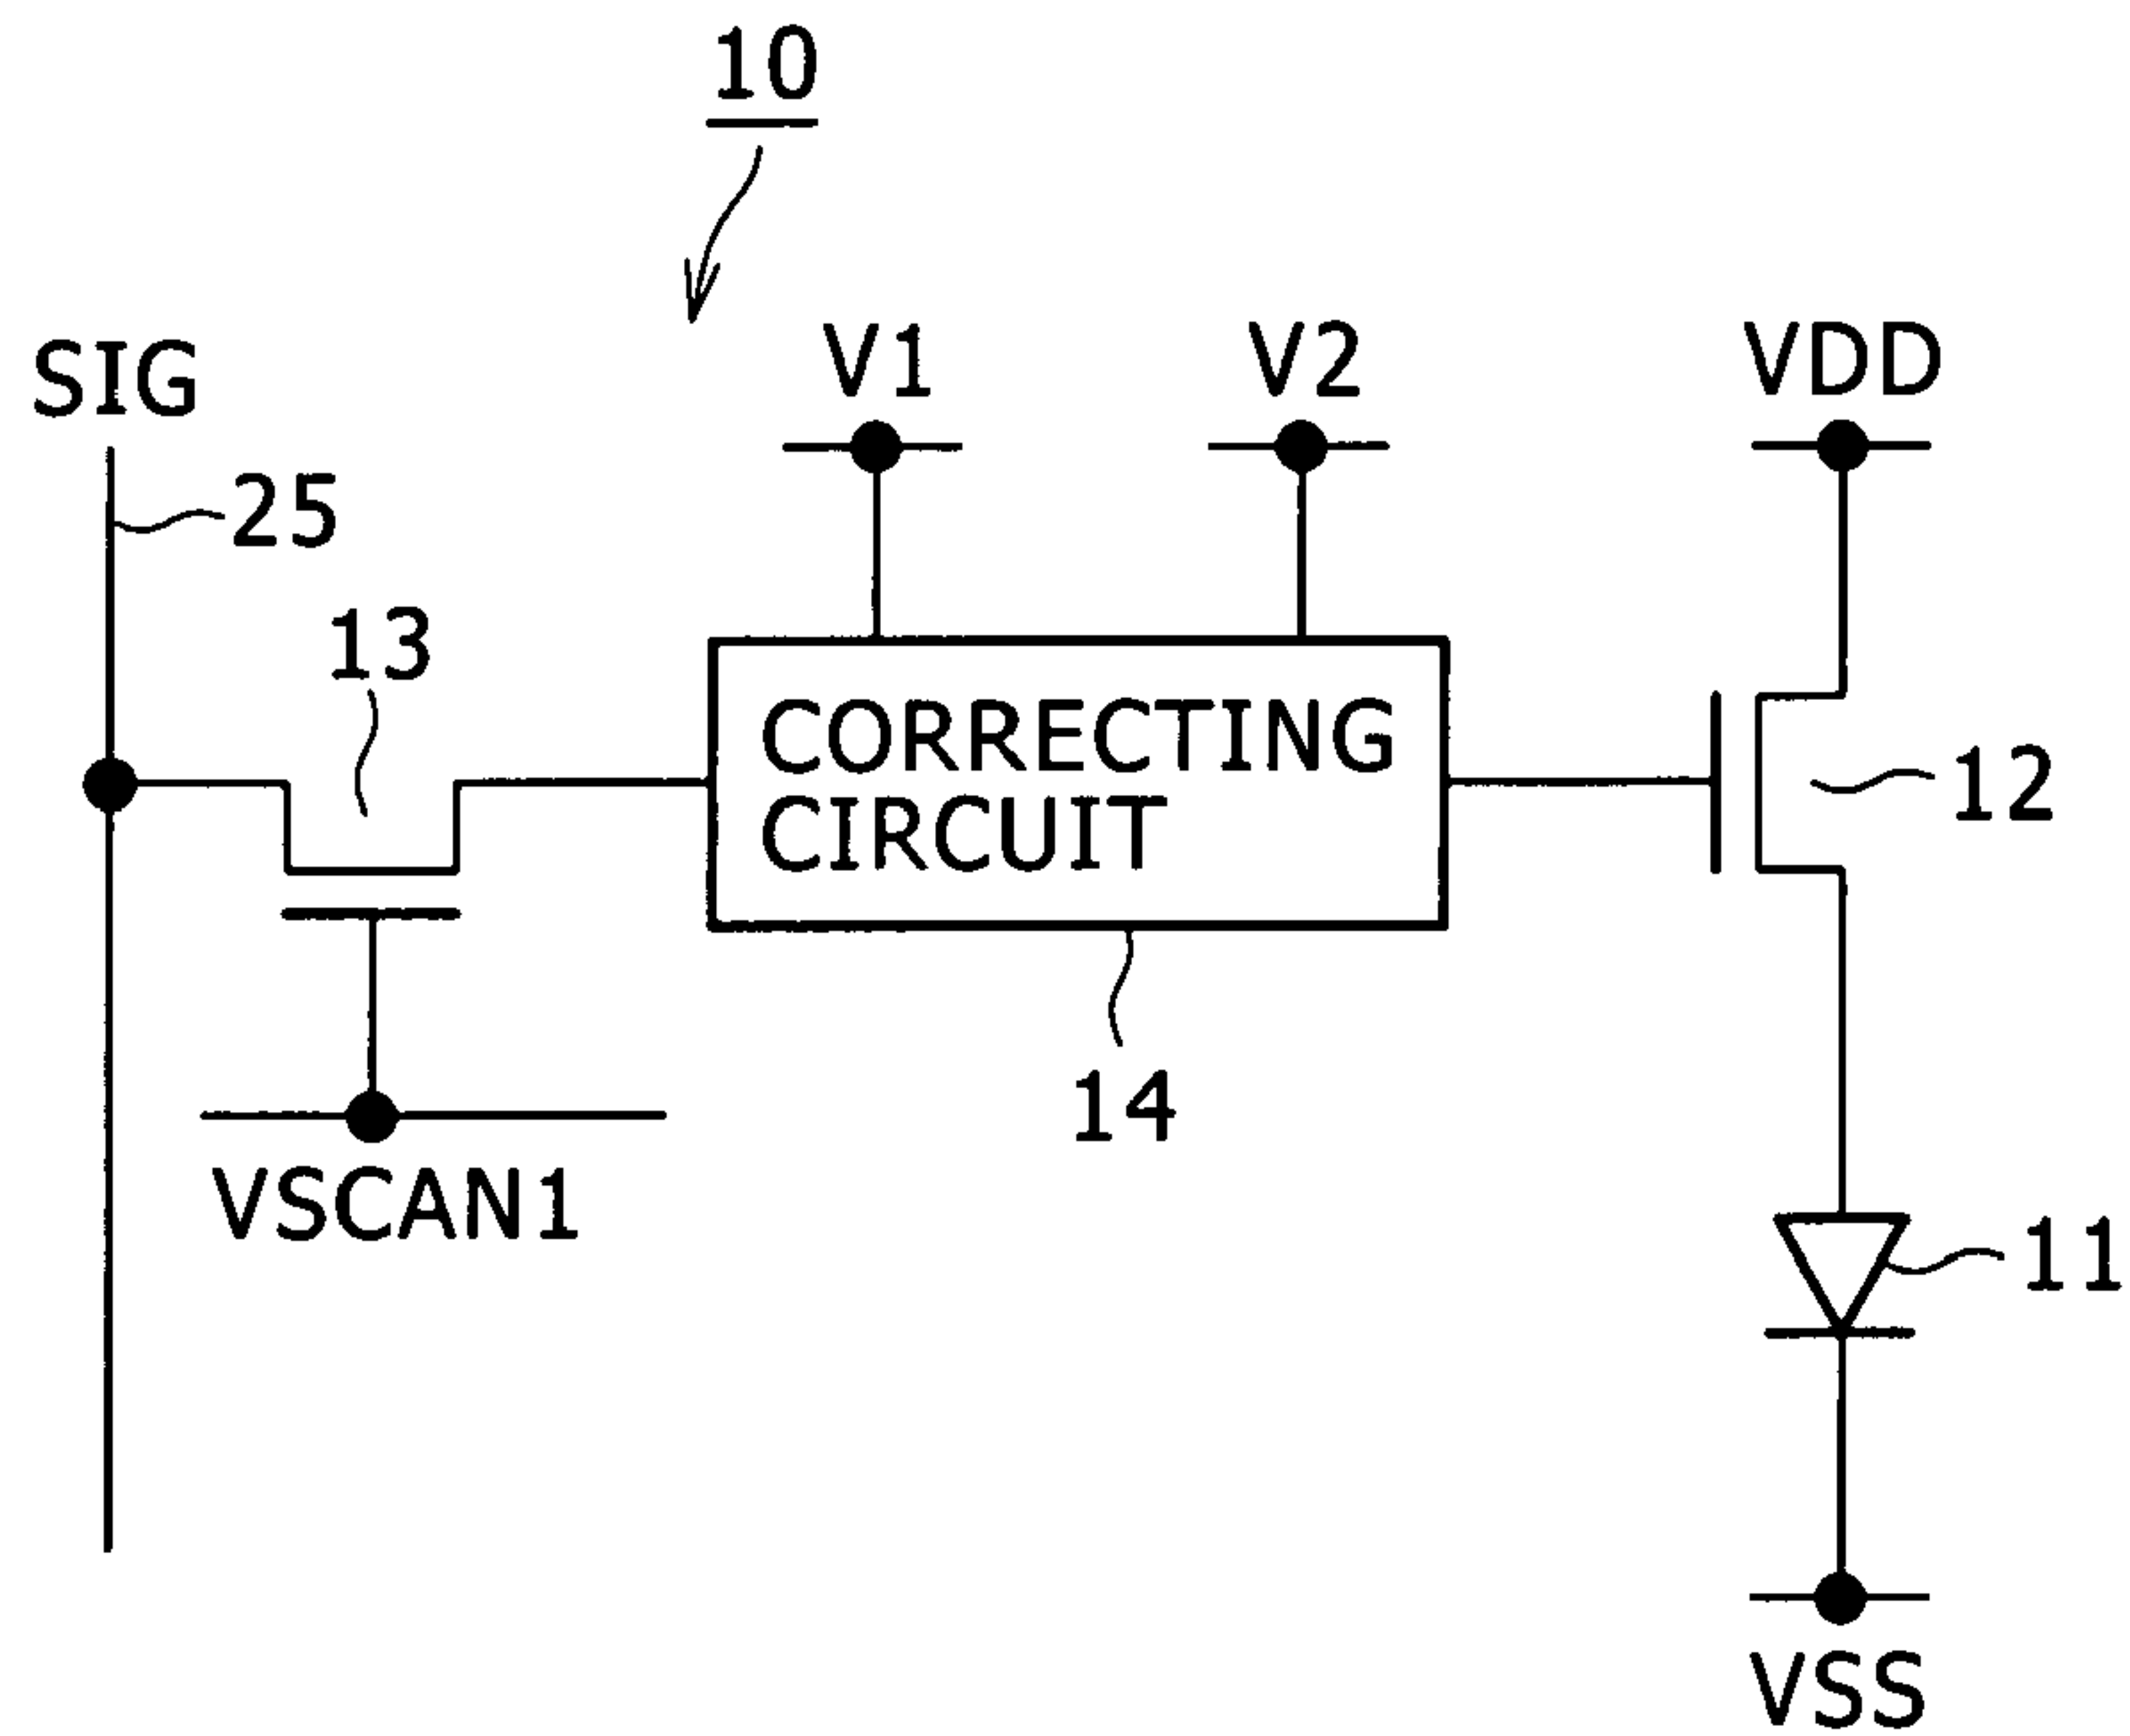 10
SIG
V1
V2
VDD
25
13
CORRECTING
CIRCUIT
12
14
VSCAN1
11
VSS